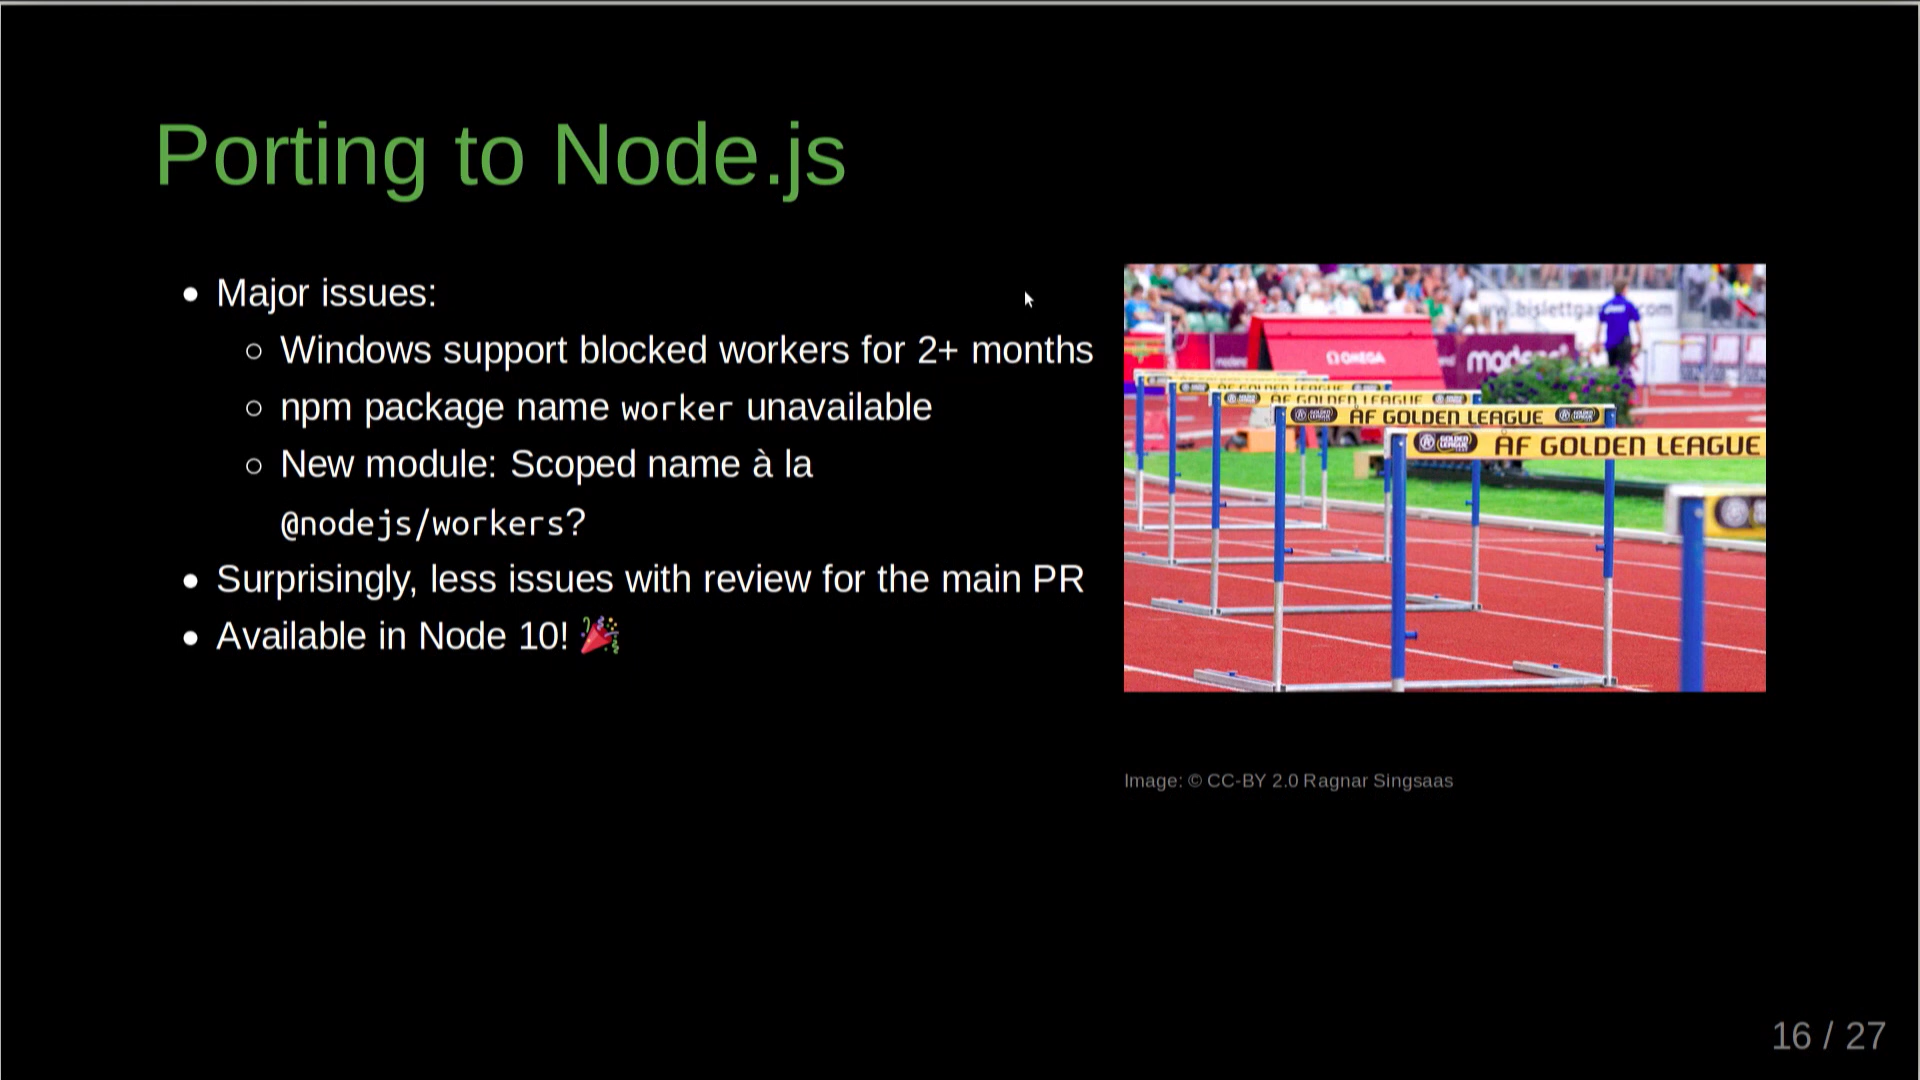 Porting to Node.js
Major issues:
Windows support blocked workers for 2+ months
npm package name worker unavailable
New module: Scoped name à la
@nodejs/workers?
Surprisingly, less issues with review for the main PR
Available in Node 10! 🎉
OMEGA
AF GOLDEN LEAGUE
AF GOLDEN LEAGUE
Image: © CC-BY 2.0 Ragnar Singsaas
16 / 27